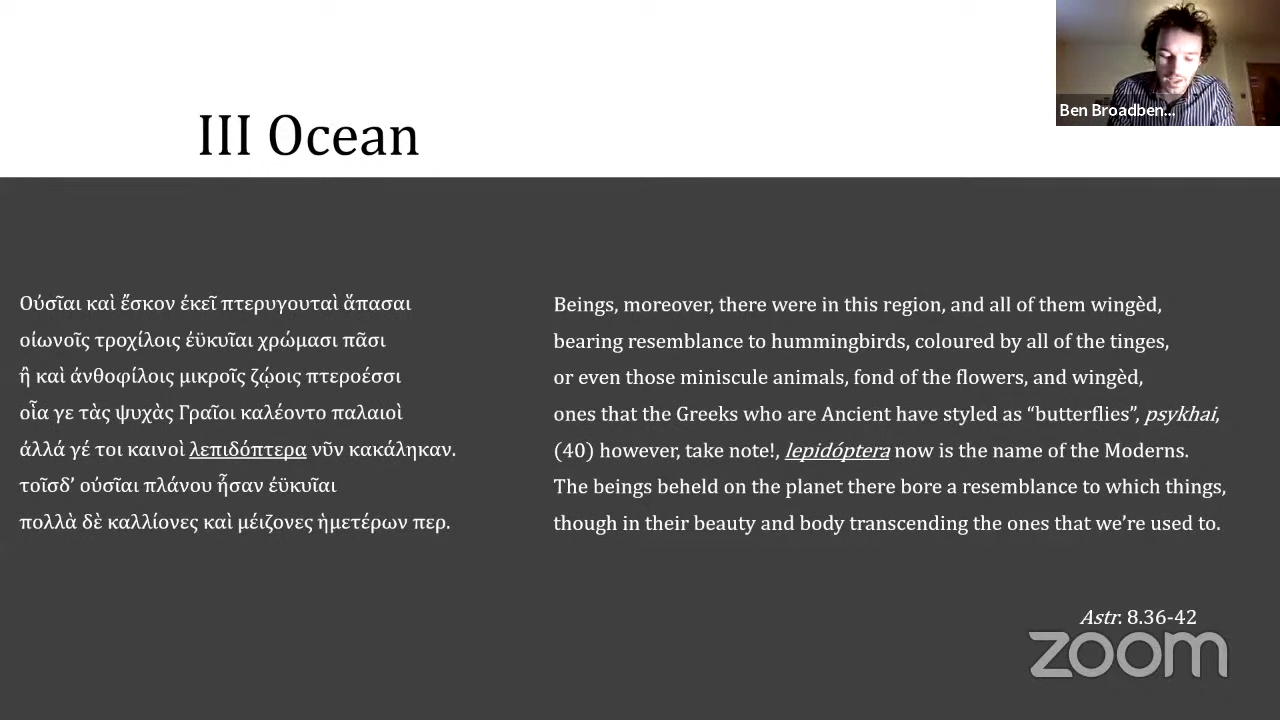 Ben Broadben...
III Ocean
Οὐσῖαι καὶ ἔσκον ἐκεῖ πτερυγουταὶ ἅπασαι
οἰωνοῖς τροχίλοις ἐϋκυῖαι χρώμασι πᾶσι
ἢ καὶ ἀνθοφίλοις μικροῖς ζῴοις πτεροέσσι
οἷα γε τὰς ψυχὰς Γραῖοι καλέοντο παλαιοὶ
ἀλλά γέ τοι καινοὶ λεπιδόπτερα νῦν κακάληκαν.
τοῖσδ’ οὐσῖαι πλάνου ἦσαν ἐϋκυῖαι
πολλὰ δὲ καλλίονες καὶ μείζονες ἡμετέρων περ.
Beings, moreover, there were in this region, and all of them wingèd,
bearing resemblance to hummingbirds, coloured by all of the tinges,
or even those miniscule animals, fond of the flowers, and wingèd,
ones that the Greeks who are Ancient have styled as “butterflies”, psykhai,
(40) however, take note!, lepidóptera now is the name of the Moderns.
The beings beheld on the planet there bore a resemblance to which things,
though in their beauty and body transcending the ones that we’re used to.
Astr. 8.36-42
zoom